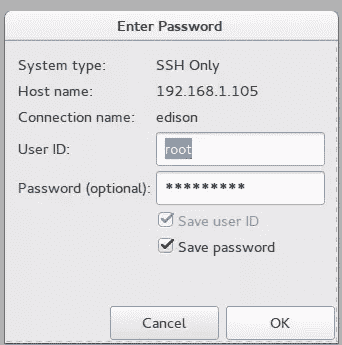 Enter Password
System type: SSH Only
Host name: 192.168.1.105
Connection name: edison
User ID: root
Password (optional): *********
Save user ID
Save password
Cancel OK